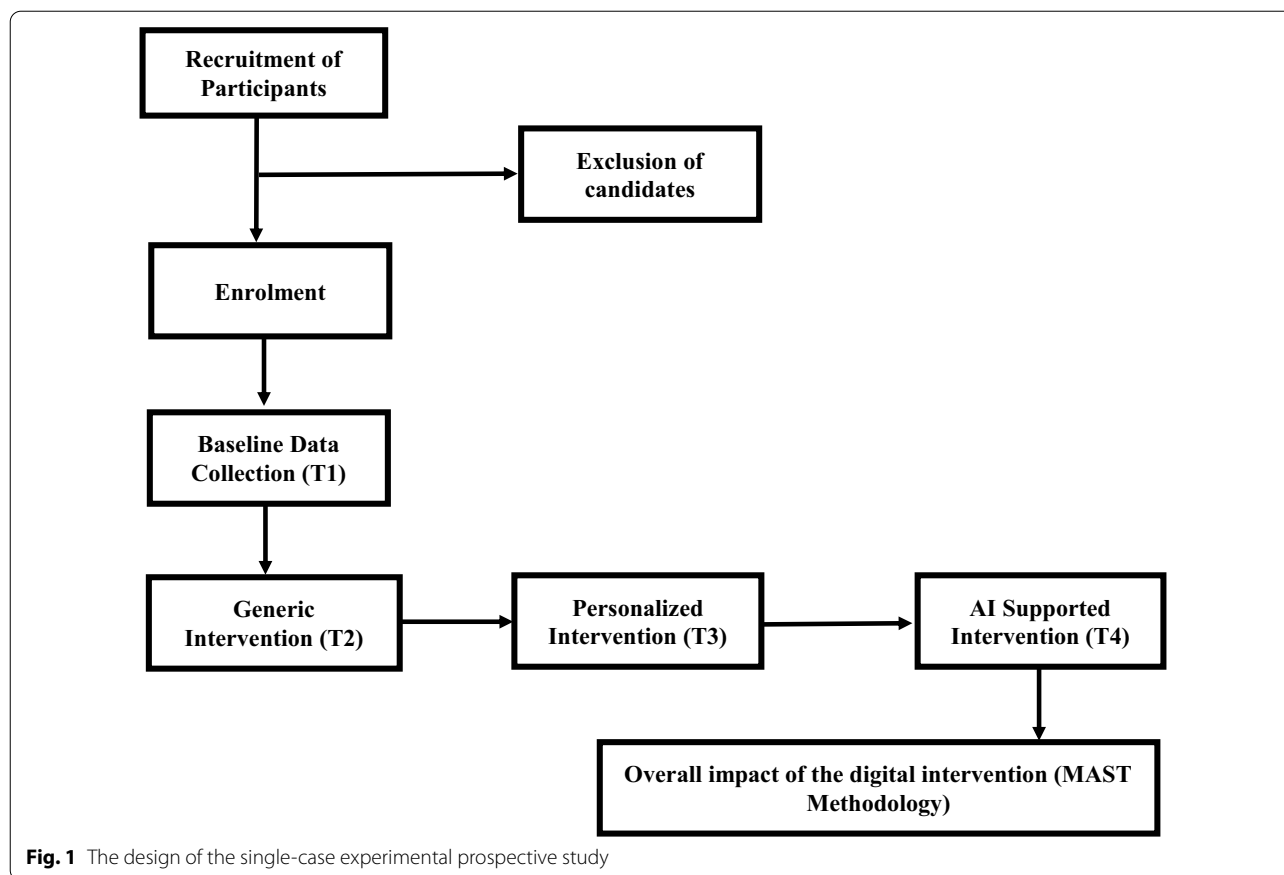 Recruitment of
Participants
Exclusion of
candidates
Enrolment
Baseline Data
Collection (T1)
Generic
Intervention (T2)
Personalized
Intervention (T3)
AI Supported
Intervention (T4)
Overall impact of the digital intervention (MAST
Methodology)
Fig. 1 The design of the single-case experimental prospective study